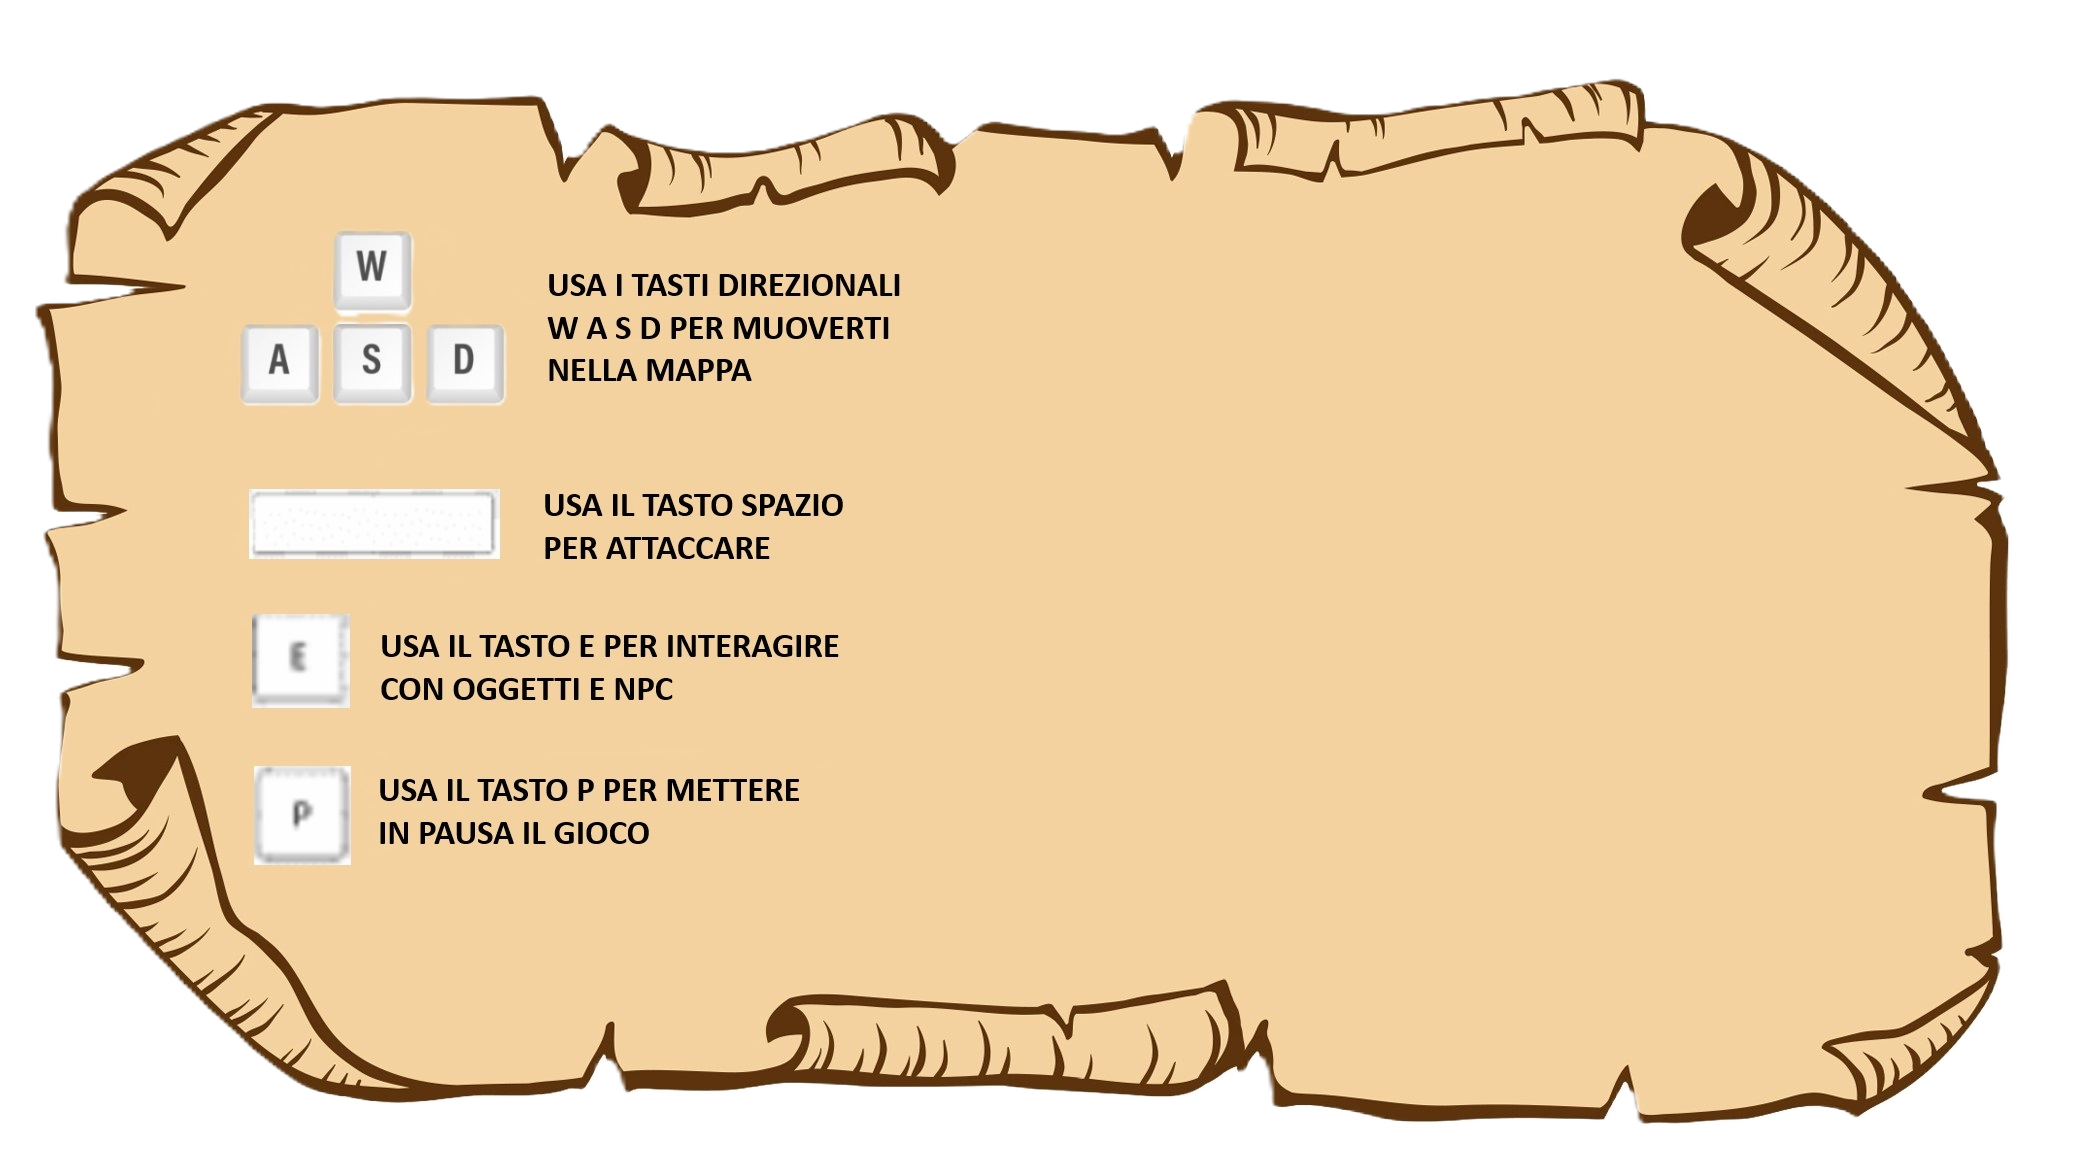 W
A S D
USA I TASTI DIREZIONALI
W A S D PER MUOVERTI
NELLA MAPPA
USA IL TASTO SPAZIO
PER ATTACCARE
E
USA IL TASTO E PER INTERAGIRE
CON OGGETTI E NPC
P
USA IL TASTO P PER METTERE
IN PAUSA IL GIOCO